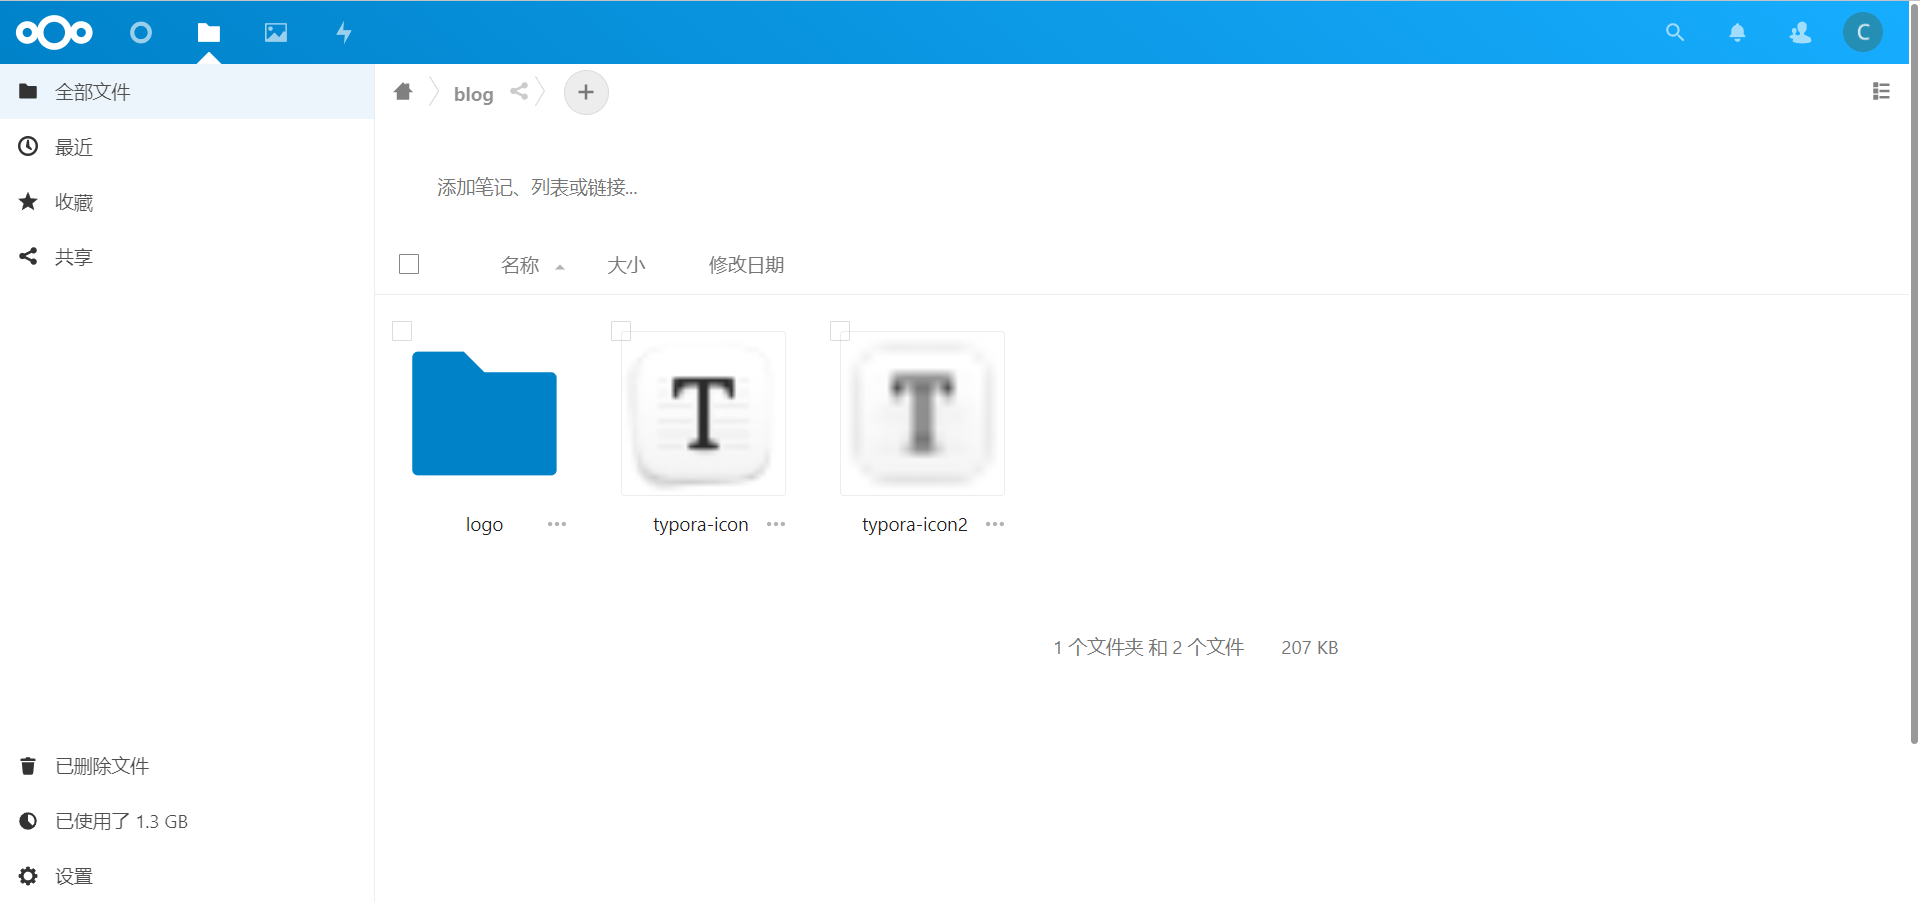 C
全部文件
最近
收藏
共享
已删除文件
已使用了 1.3 GB
设置
blog
添加笔记、列表或链接...
名称 大小 修改日期
T T
logo typora-icon typora-icon2
1 个文件夹 和 2 个文件 207 KB